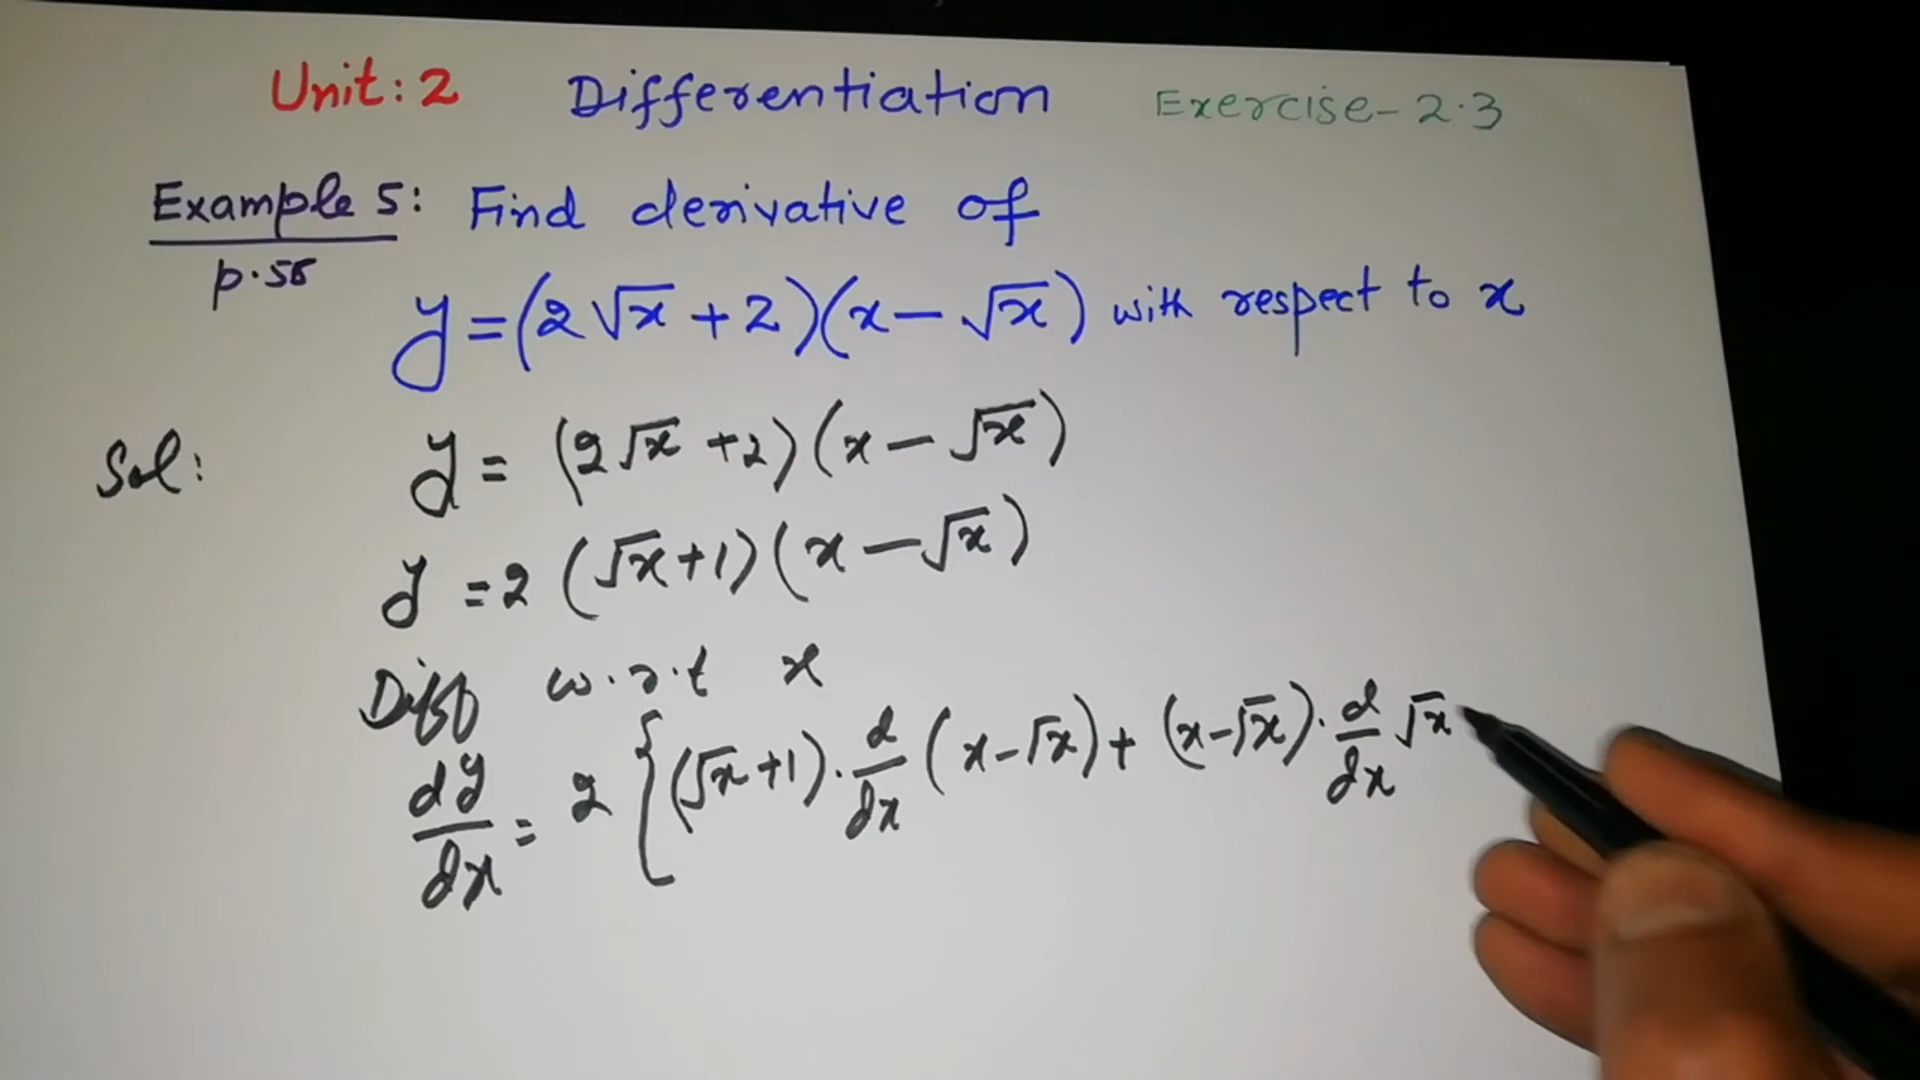 Unit: 2 Differentiation Exercise-2.3
Example 5: Find derivative of
p.55
y=(2√x+2)(x-√x) with respect to x
Sol: y = (2√x +2)(x-√x)
y =2 (√x+1)(x-√x)
Diff w.r.t x
dy/dx = 2 {(√x+1). d/dx (x-√x)+ (x-√x). d/dx √x